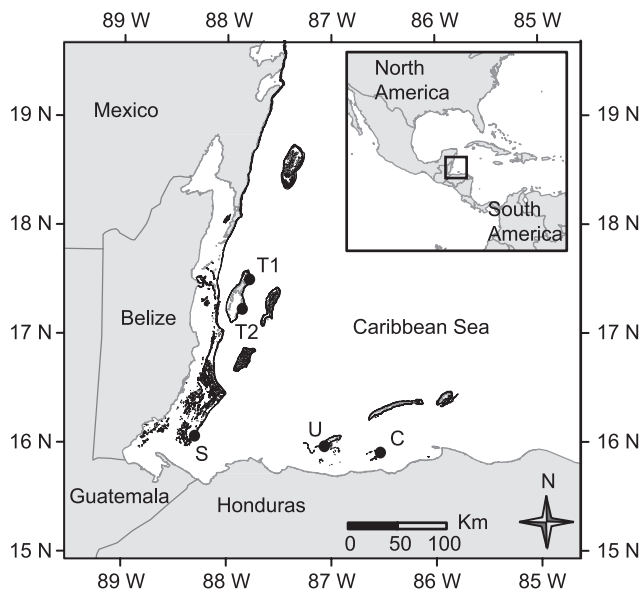 89 W 88 W 87 W 86 W 85 W
North
America
19 N 19 N
Mexico
South
America
18 N 18 N
T1
Belize
T2
Caribbean Sea
17 N 17 N
U
C
S
16 N 16 N
Guatemala
Honduras
N
Km
0 50 100
15 N 15 N
89 W 88 W 87 W 86 W 85 W